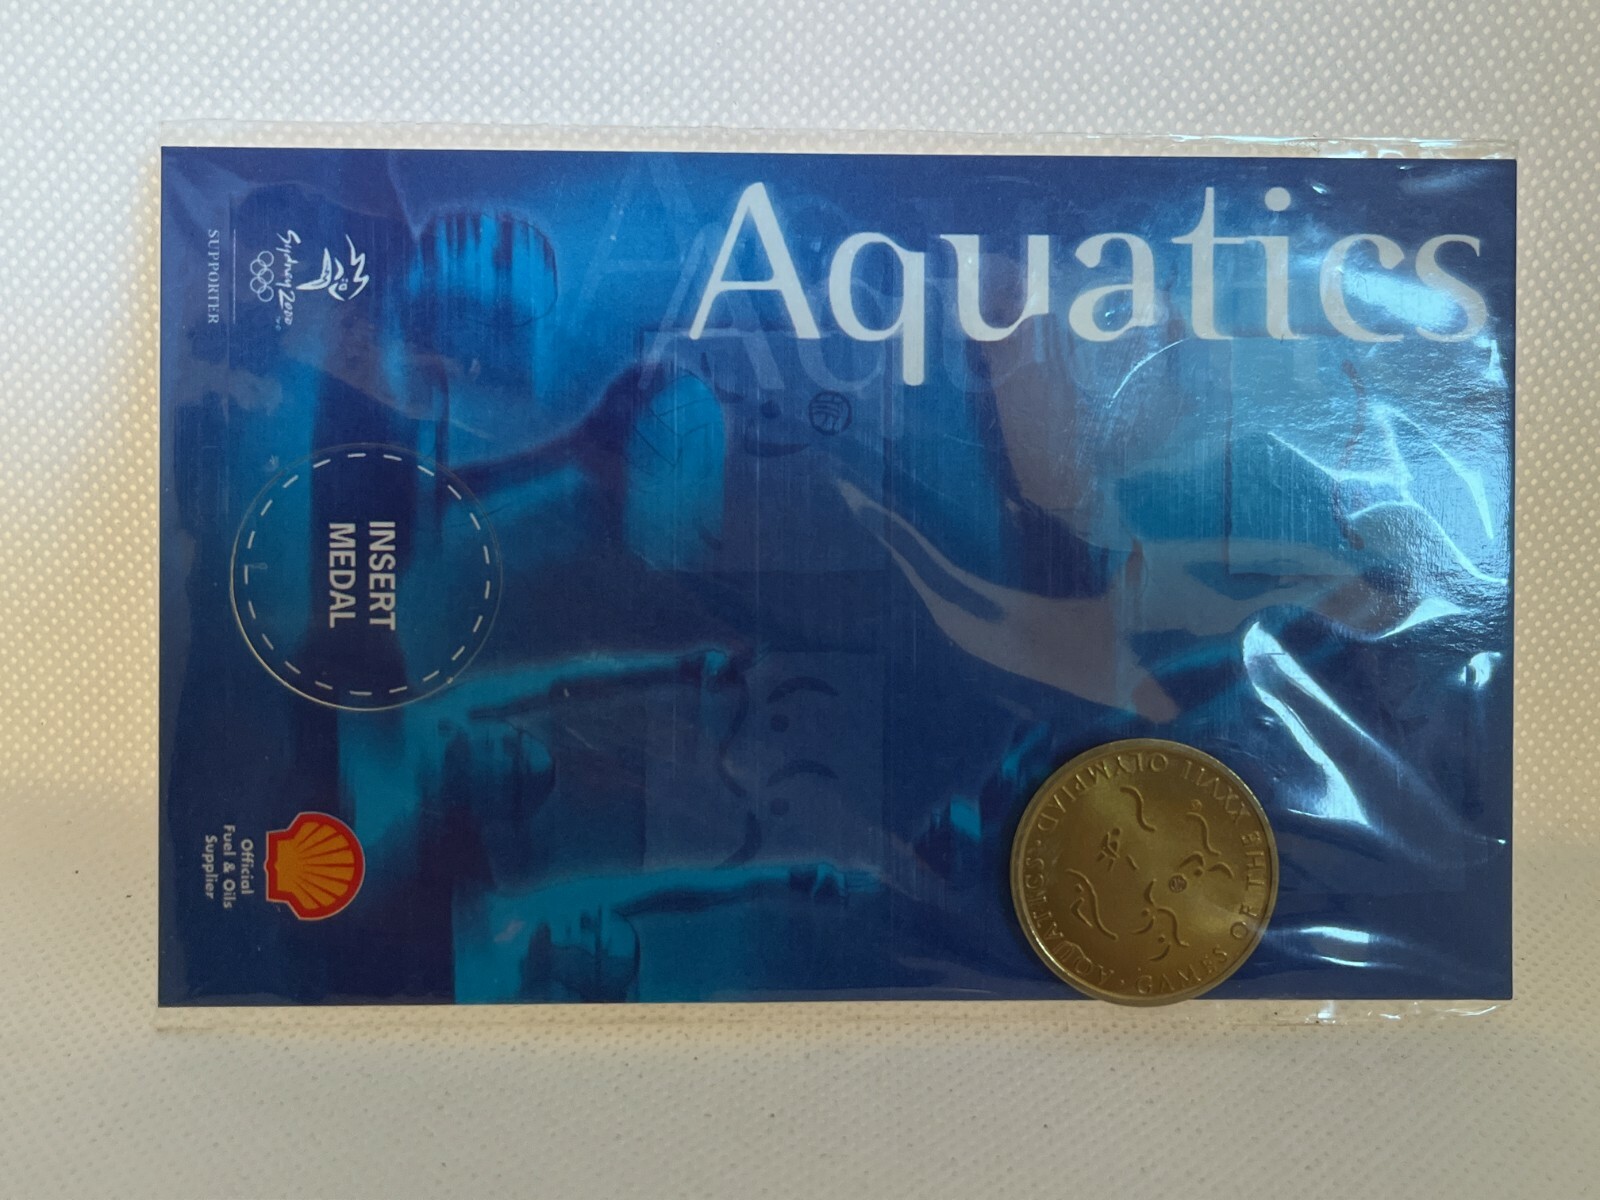 Aquatics
Sydney 2000
SUPPORTER
INSERT
MEDAL
Official
Fuel & Oils
Supplier
GAMES OF THE XXVII OLYMPIAD · AQUATICS ·